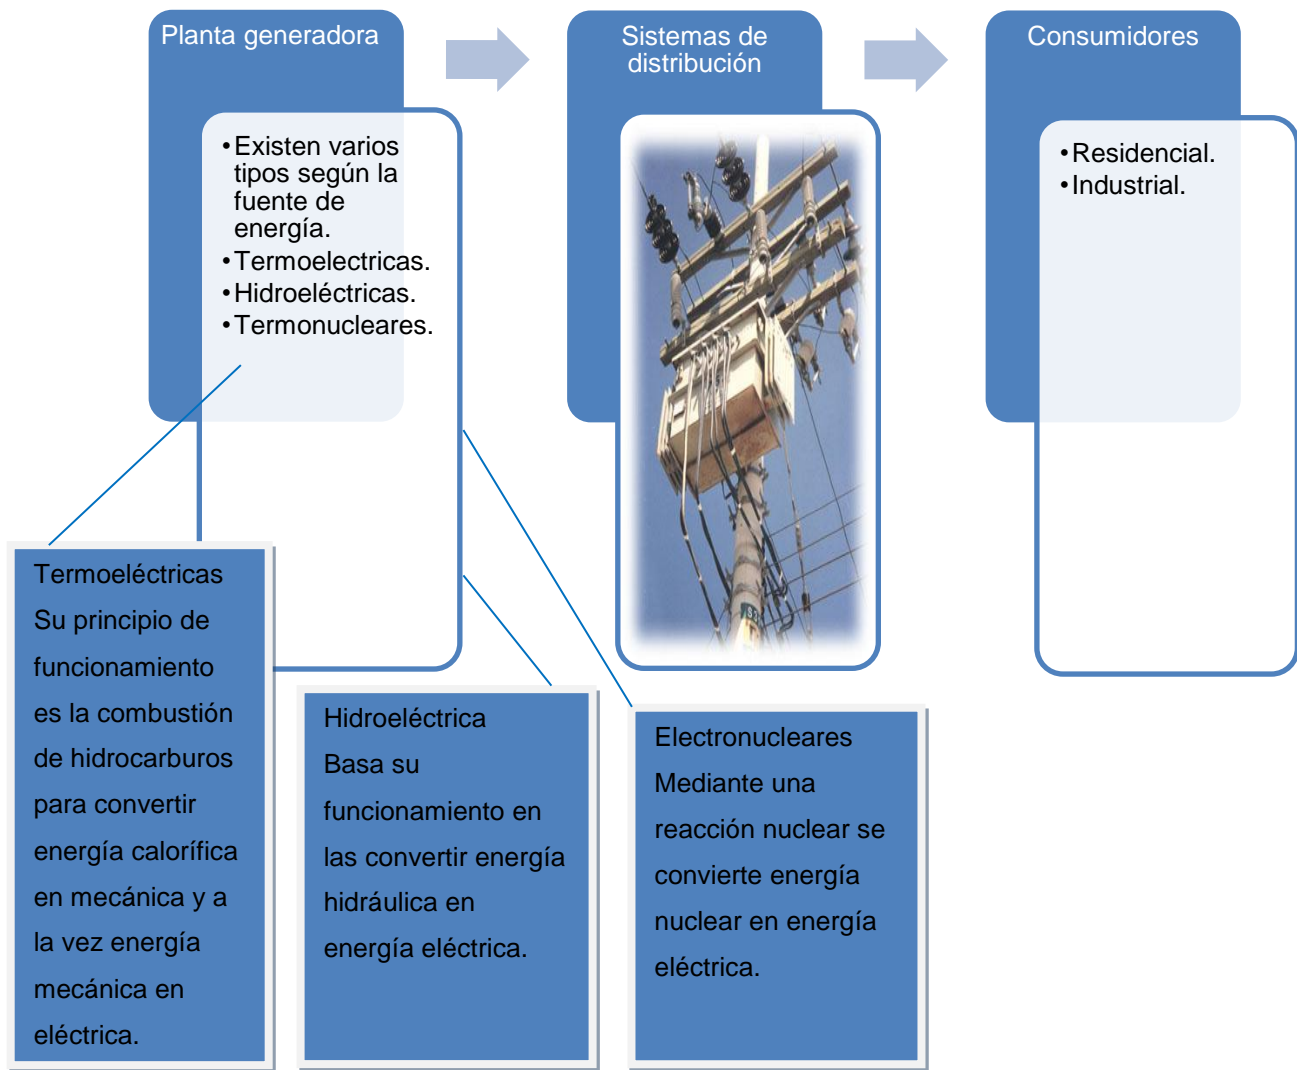 Planta generadora
Sistemas de
distribución
Consumidores
•Existen varios
tipos según la
fuente de
energía.
•Termoelectricas.
•Hidroeléctricas.
•Termonucleares.
•Residencial.
•Industrial.
Termoeléctricas
Su principio de
funcionamiento
es la combustión
de hidrocarburos
para convertir
energía calorífica
en mecánica y a
la vez energía
mecánica en
eléctrica.
Hidroeléctrica
Basa su
funcionamiento en
las convertir energía
hidráulica en
energía eléctrica.
Electronucleares
Mediante una
reacción nuclear se
convierte energía
nuclear en energía
eléctrica.